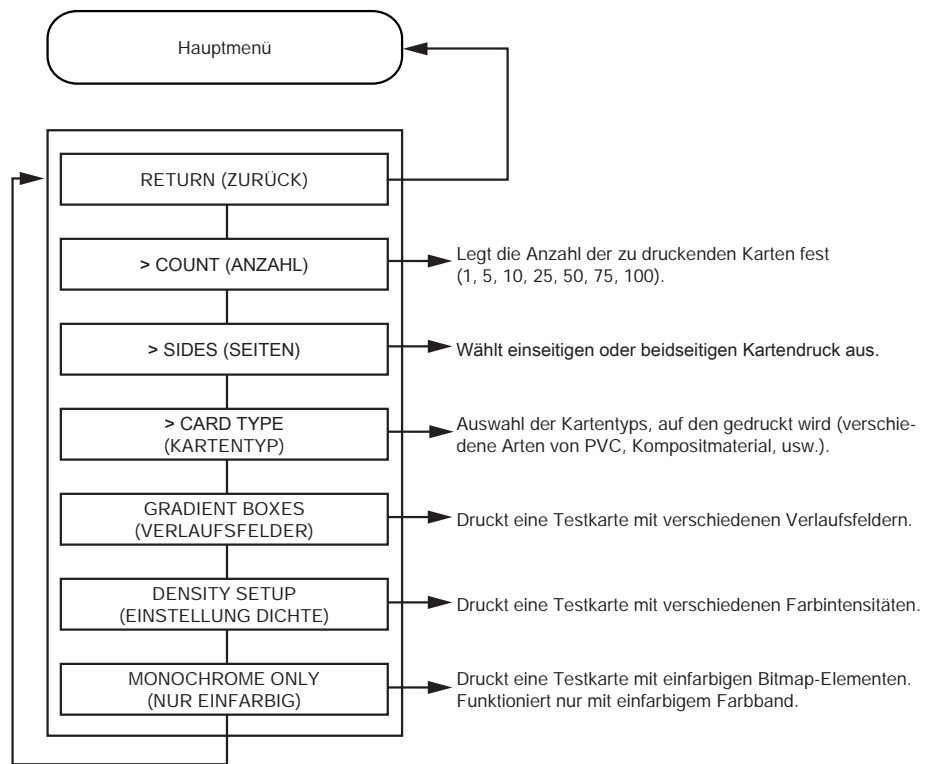 Hauptmenü
RETURN (ZURÜCK)
> COUNT (ANZAHL)
Legt die Anzahl der zu druckenden Karten fest
(1, 5, 10, 25, 50, 75, 100).
> SIDES (SEITEN)
Wählt einseitigen oder beidseitigen Kartendruck aus.
> CARD TYPE
(KARTENTYP)
Auswahl der Kartentyps, auf den gedruckt wird (verschie-
dene Arten von PVC, Kompositmaterial, usw.).
GRADIENT BOXES
(VERLAUFSFELDER)
Druckt eine Testkarte mit verschiedenen Verlaufsfeldern.
DENSITY SETUP
(EINSTELLUNG DICHTE)
Druckt eine Testkarte mit verschiedenen Farbintensitäten.
MONOCHROME ONLY
(NUR EINFARBIG)
Druckt eine Testkarte mit einfarbigen Bitmap-Elementen.
Funktioniert nur mit einfarbigem Farbband.